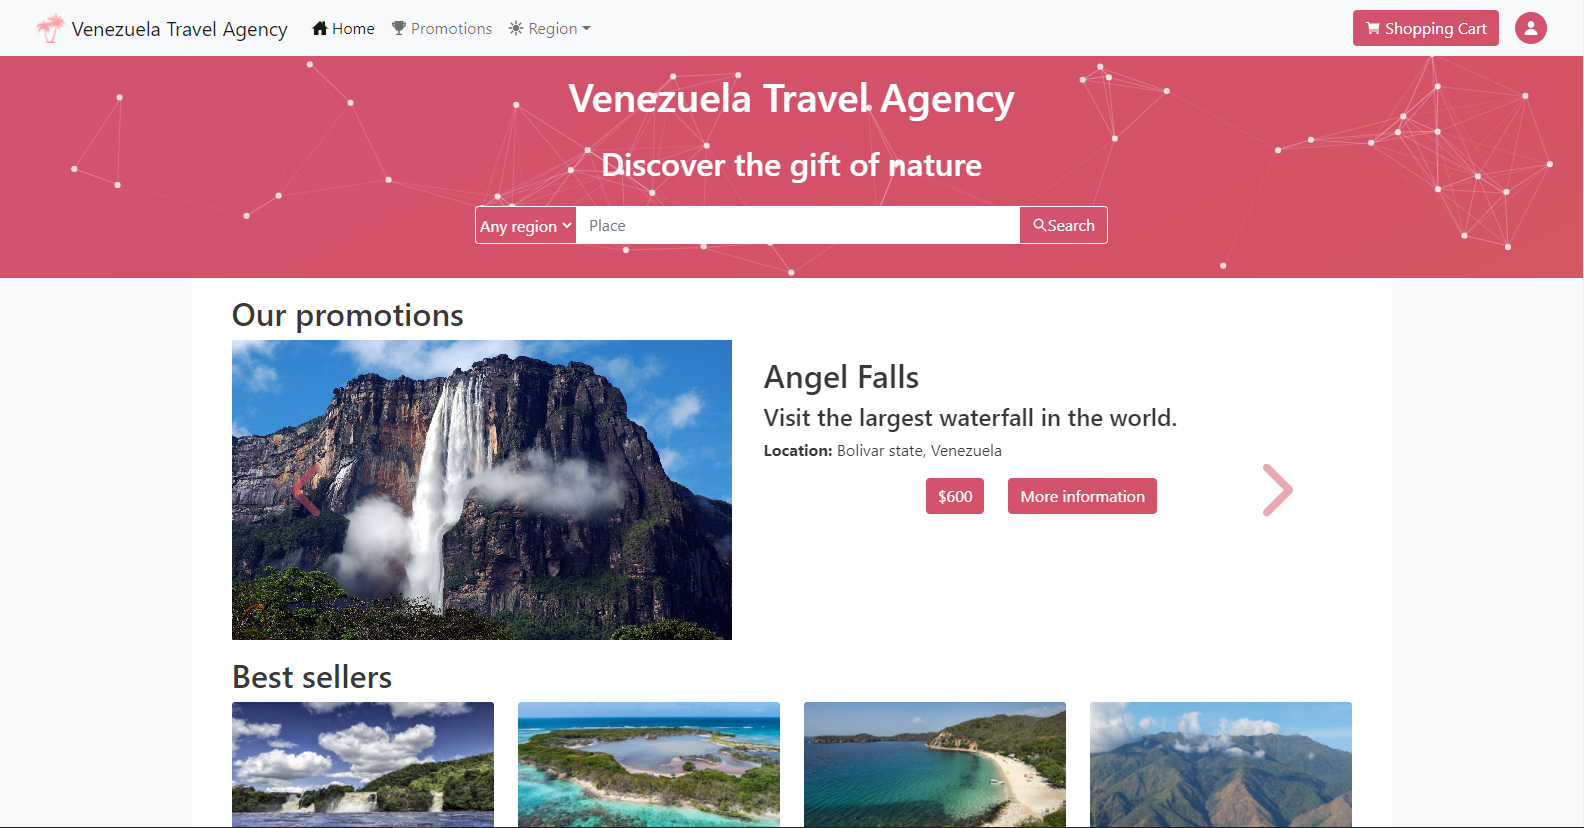 Venezuela Travel Agency Home Promotions Region Shopping Cart
Venezuela Travel Agency
Discover the gift of nature
Any region Place Search
Our promotions
Angel Falls
Visit the largest waterfall in the world.
Location: Bolivar state, Venezuela
$600 More information
Best sellers